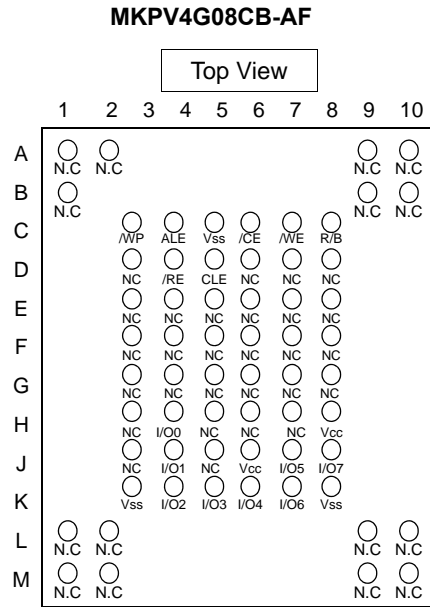 MKPV4G08CB-AF
Top View
1 2 3 4 5 6 7 8 9 10
A
N.C N.C N.C N.C
B
N.C N.C N.C
C
/WP ALE Vss /CE /WE R/B
D
NC /RE CLE NC NC NC
E
NC NC NC NC NC NC
F
NC NC NC NC NC NC
G
NC NC NC NC NC NC
H
NC I/O0 NC NC NC Vcc
J
NC I/O1 NC Vcc I/O5 I/O7
K
Vss I/O2 I/O3 I/O4 I/O6 Vss
L
N.C N.C N.C N.C
M
N.C N.C N.C N.C